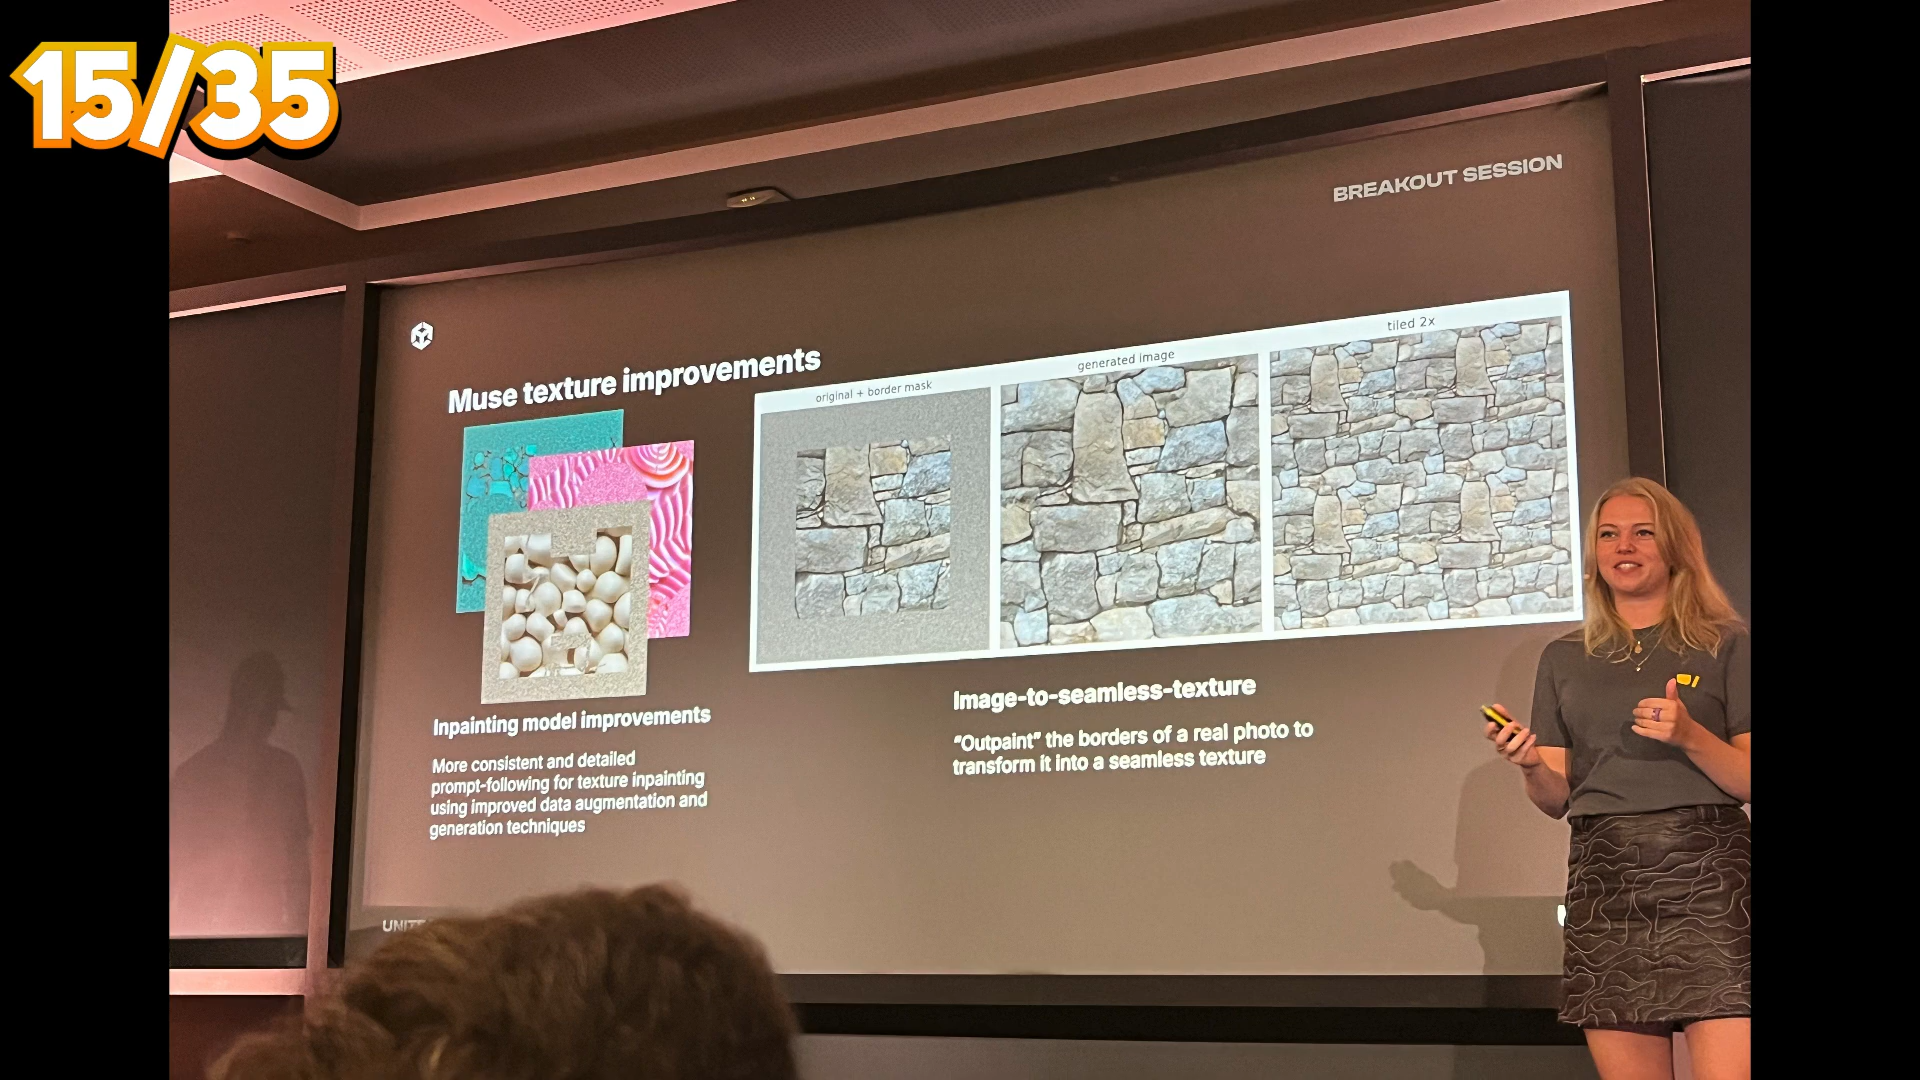 15/35
BREAKOUT SESSION
Muse texture improvements
original + border mask
generated image
tiled 2x
Inpainting model improvements
More consistent and detailed
prompt-following for texture inpainting
using improved data augmentation and
generation techniques
Image-to-seamless-texture
“Outpaint” the borders of a real photo to
transform it into a seamless texture